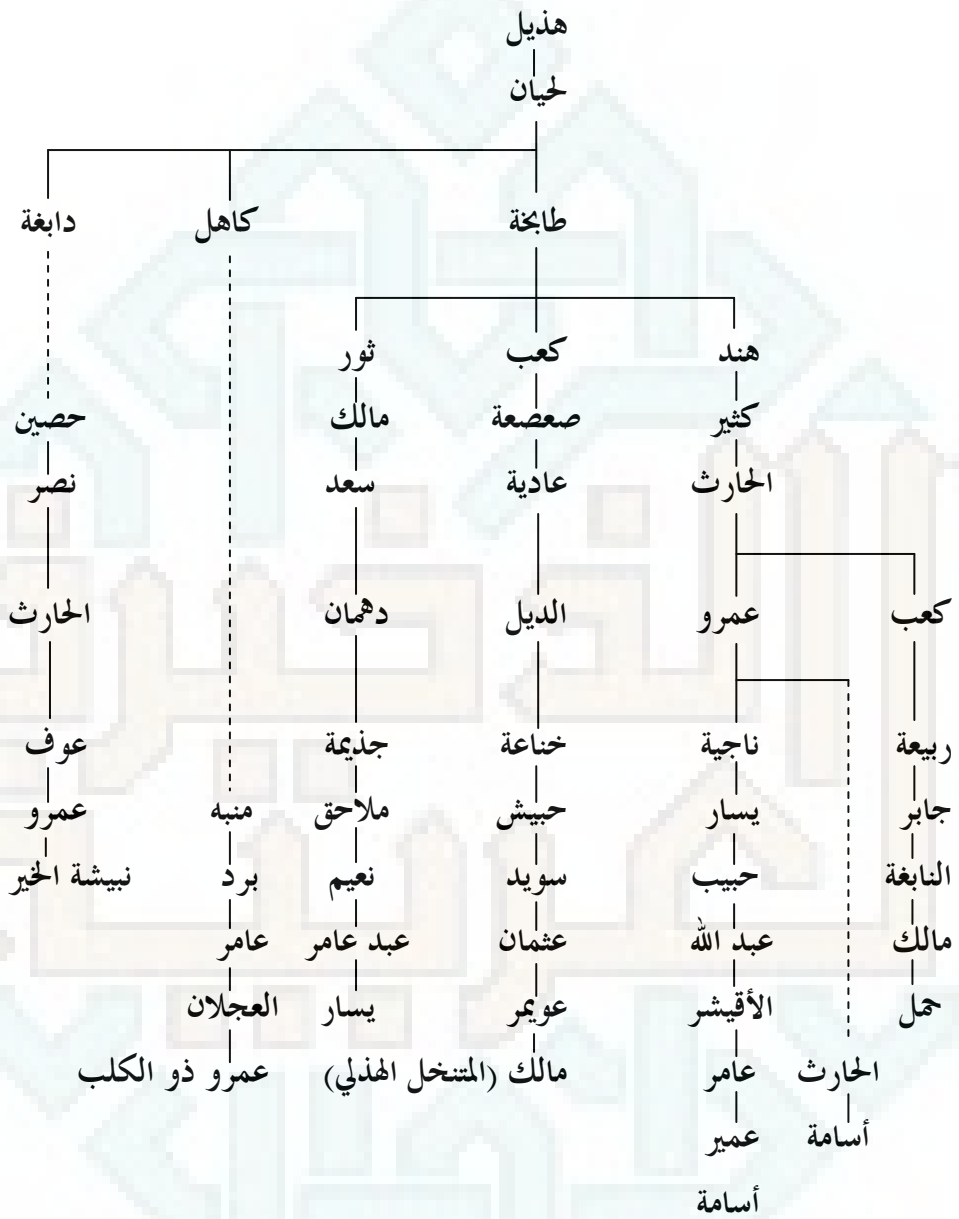 هذيل
لحيان
طابخة كاهل دابغة
هند كعب ثور
كثير صعصعة مالك حصين
الحارث عادية سعد نصر
كعب عمرو الديل دهمان الحارث
ربيعة ناجية خناعة جذيمة عوف
جابر يسار حبيش ملاحق منبه عمرو
النابغة حبيب سويد نعيم برد نبيشة الخير
مالك عبد الله عثمان عبد عامر عامر
حمل الأقيشر عويمر يسار العجلان
الحارث عامر مالك (المتنخل الهذلي) عمرو ذو الكلب
أسامة عمير
أسامة